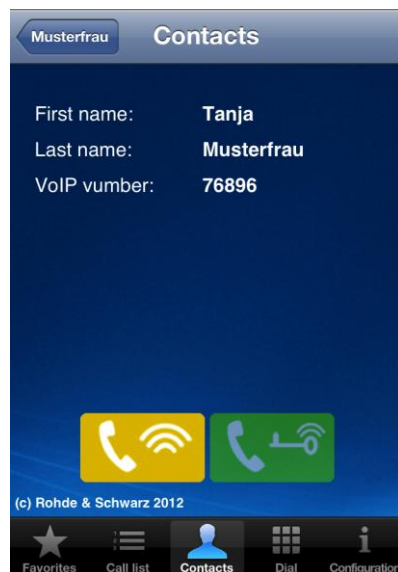 Musterfrau Contacts
First name: Tanja
Last name: Musterfrau
VoIP vumber: 76896
(c) Rohde & Schwarz 2012
Favorites Call list Contacts Dial Configuration